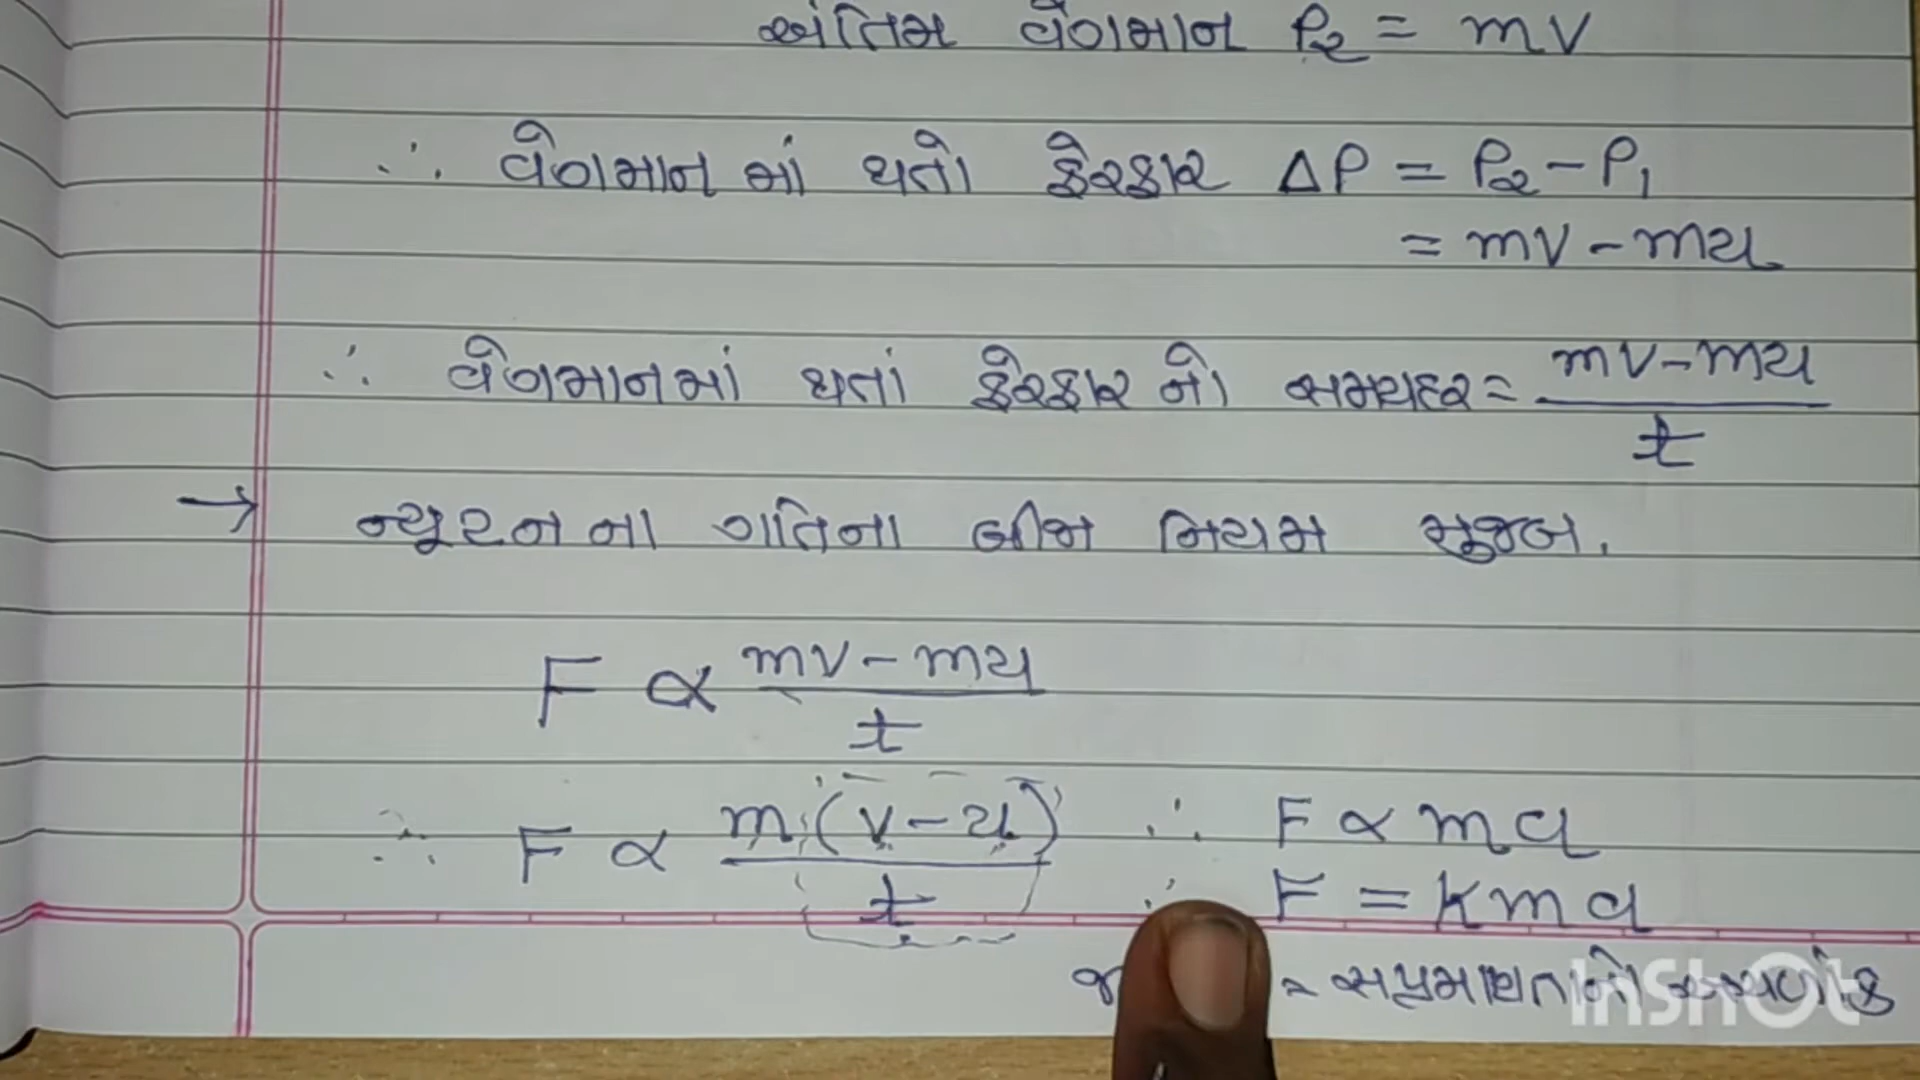 અંતિમ વેગમાન P₂ = mv
∴ વેગમાન માં થતો ફેરફાર ΔP = P₂ - P₁
= mv - mu
∴ વેગમાનમાં થતાં ફેરફાર નો સમયદર = (mv - mu)/t
→ ન્યૂટન ના ગતિના બીજા નિયમ મુજબ.
F ∝ (mv - mu)/t
∴ F ∝ m(v - u)/t ∴ F ∝ ma
∴ F = kma
= સપ્રમાણતાનો અચળાંક
InShot